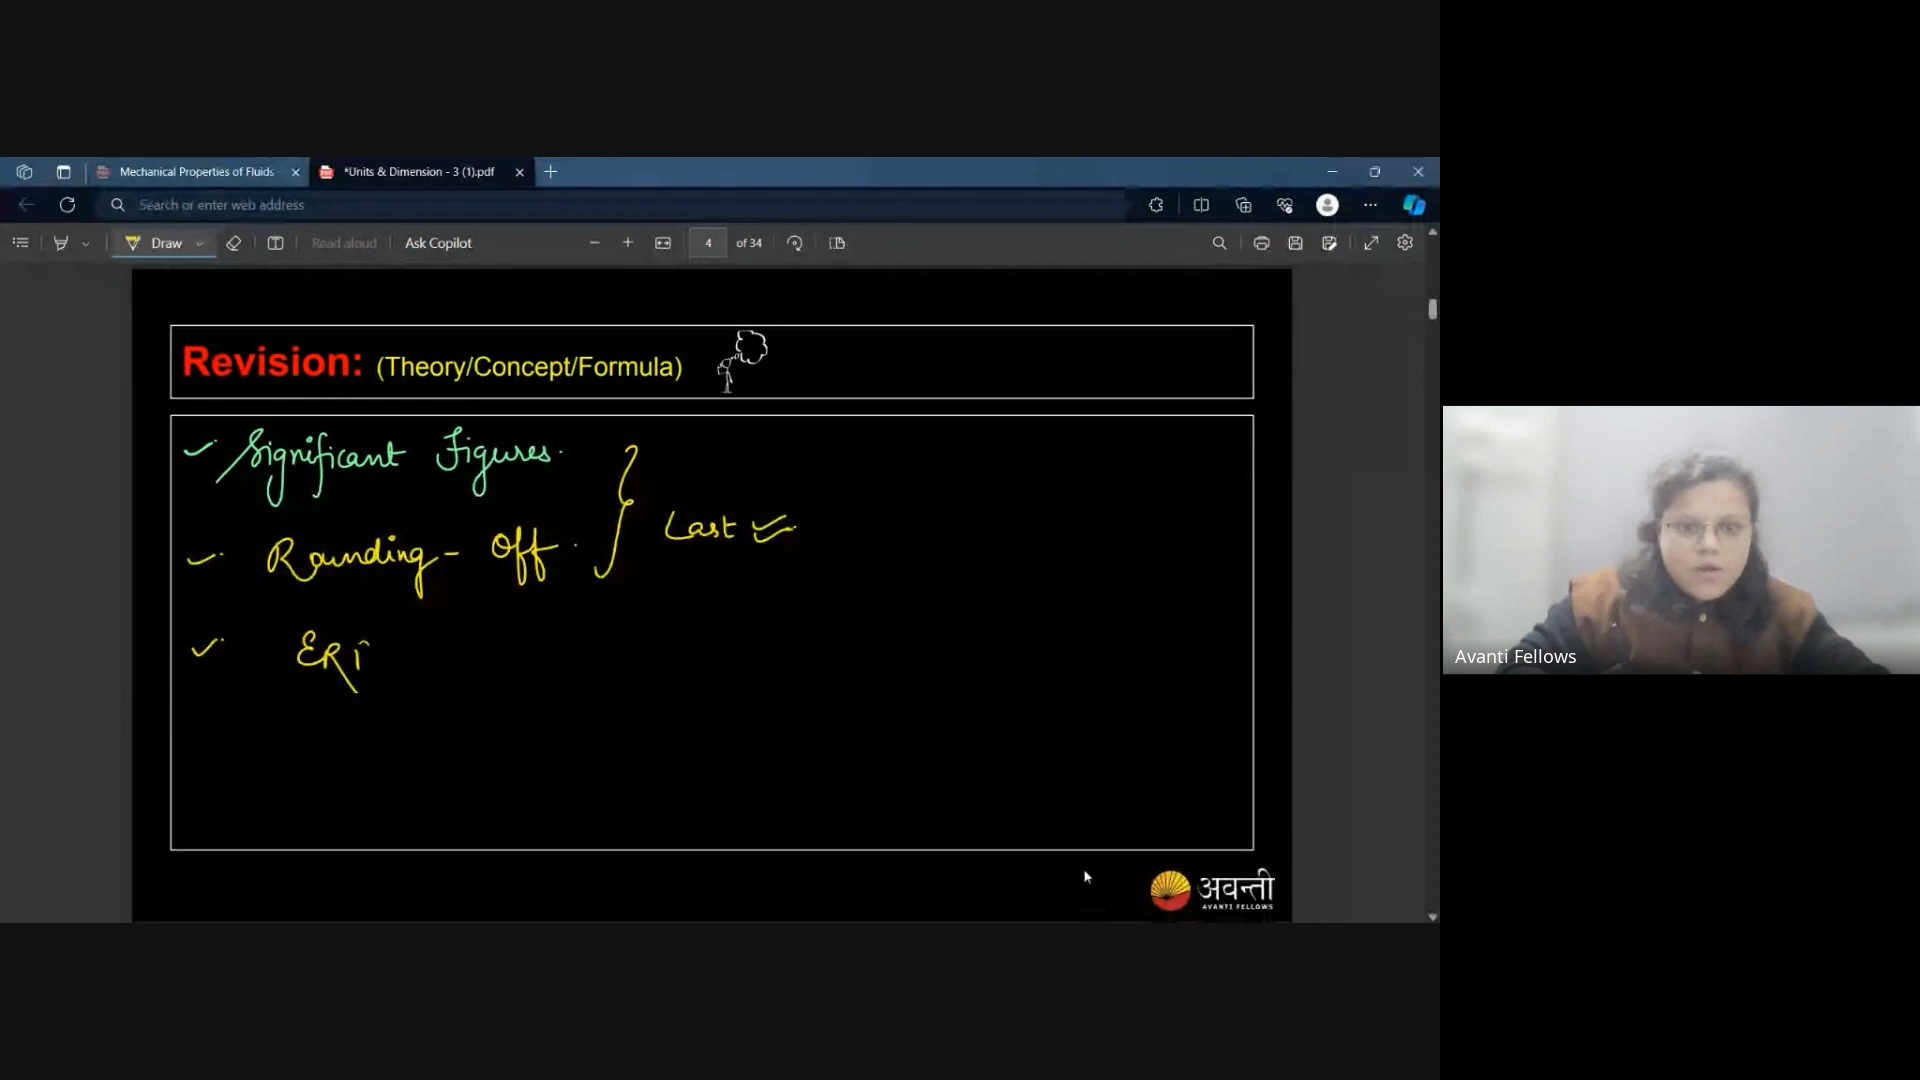 Mechanical Properties of Fluids
*Units & Dimension - 3 (1).pdf
Search or enter web address
Draw
Read aloud
Ask Copilot
4 of 34
Revision: (Theory/Concept/Formula)
Significant Figures.
Rounding - Off.
Last
अवन्ती
AVANTI FELLOWS
Avanti Fellows